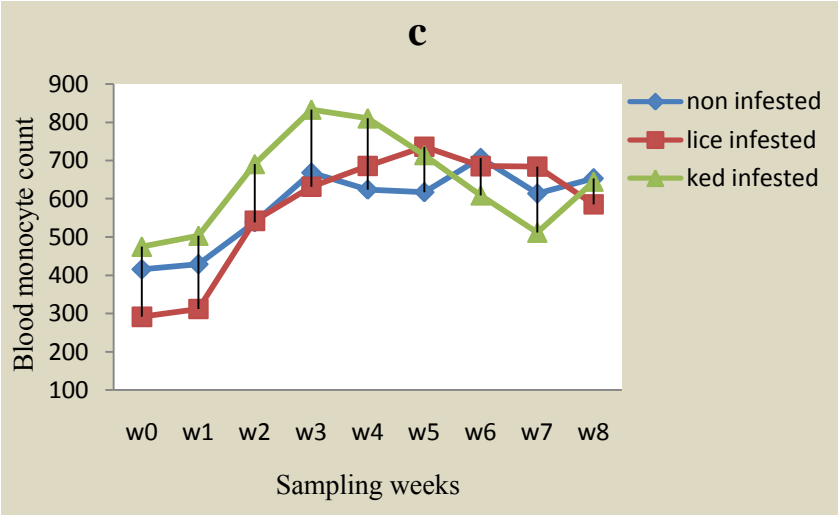 c
900
800
700
600
500
400
300
200
100
Blood monocyte count
w0 w1 w2 w3 w4 w5 w6 w7 w8
Sampling weeks
non infested
lice infested
ked infested